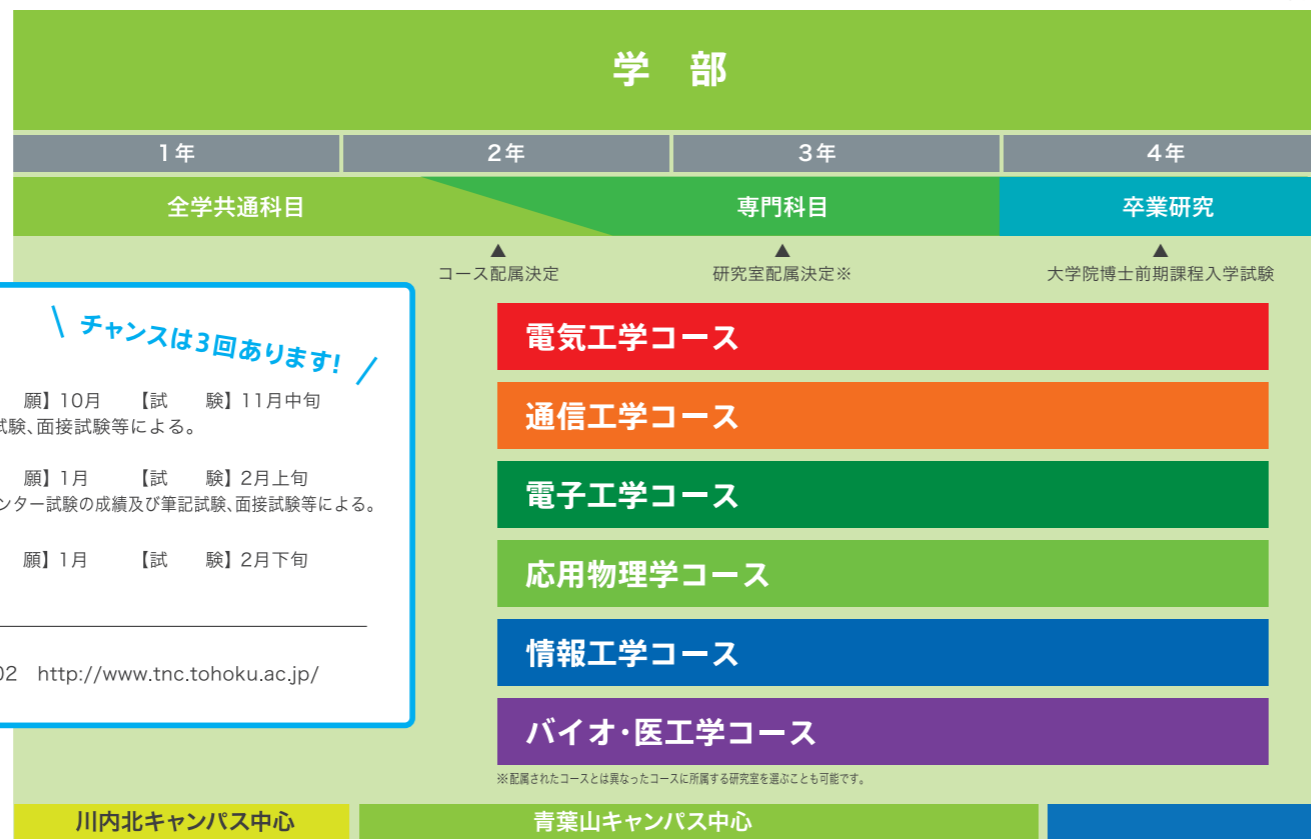 学 部
1年 2年 3年 4年
全学共通科目 専門科目 卒業研究
▲ ▲ ▲
コース配属決定 研究室配属決定※ 大学院博士前期課程入学試験
チャンスは3回あります!
願】10月 【試 験】11月中旬
試験、面接試験等による。
願】1月 【試 験】2月上旬
ンター試験の成績及び筆記試験、面接試験等による。
願】1月 【試 験】2月下旬
02 http://www.tnc.tohoku.ac.jp/
電気工学コース
通信工学コース
電子工学コース
応用物理学コース
情報工学コース
バイオ・医工学コース
※配属されたコースとは異なったコースに所属する研究室を選ぶことも可能です。
川内北キャンパス中心 青葉山キャンパス中心